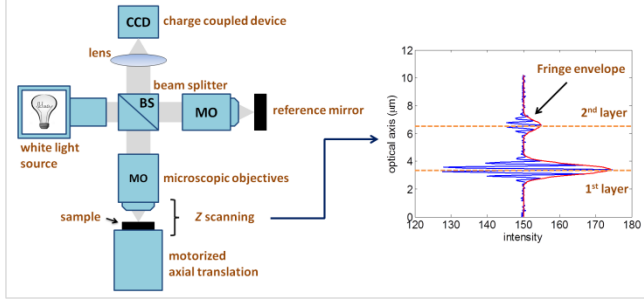 CCD
charge coupled device
lens
beam splitter
BS
MO
reference mirror
white light
source
MO
microscopic objectives
sample
Z scanning
motorized
axial translation
12
10
8
6
4
2
0
optical axis (μm)
Fringe envelope
2nd layer
1st layer
120 130 140 150 160 170 180
intensity